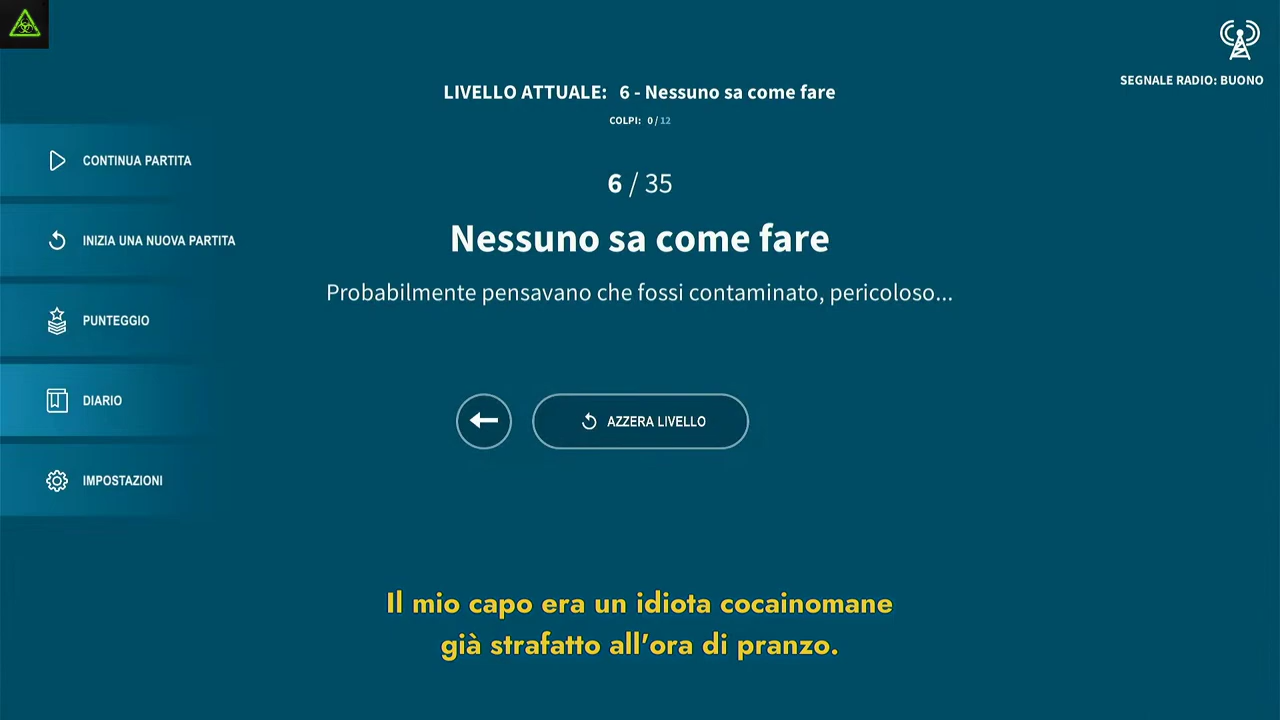 SEGNALE RADIO: BUONO
LIVELLO ATTUALE: 6 - Nessuno sa come fare
COLPI: 0 / 12
CONTINUA PARTITA
INIZIA UNA NUOVA PARTITA
PUNTEGGIO
DIARIO
IMPOSTAZIONI
6 / 35
Nessuno sa come fare
Probabilmente pensavano che fossi contaminato, pericoloso...
AZZERA LIVELLO
Il mio capo era un idiota cocainomane
già strafatto all'ora di pranzo.